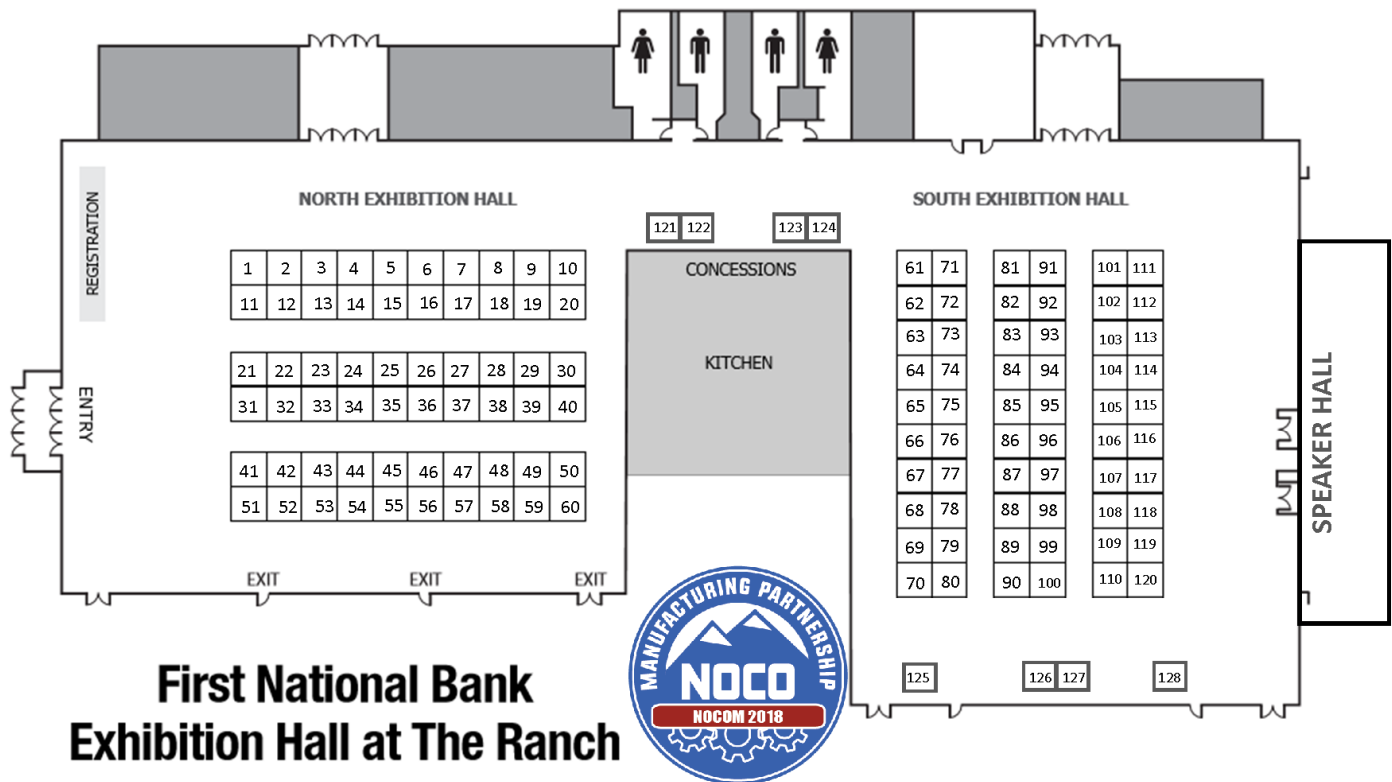 REGISTRATION
ENTRY
NORTH EXHIBITION HALL
SOUTH EXHIBITION HALL
121 122
123 124
1 2 3 4 5 6 7 8 9 10
11 12 13 14 15 16 17 18 19 20
21 22 23 24 25 26 27 28 29 30
31 32 33 34 35 36 37 38 39 40
41 42 43 44 45 46 47 48 49 50
51 52 53 54 55 56 57 58 59 60
CONCESSIONS
KITCHEN
61 71 81 91 101 111
62 72 82 92 102 112
63 73 83 93 103 113
64 74 84 94 104 114
65 75 85 95 105 115
66 76 86 96 106 116
67 77 87 97 107 117
68 78 88 98 108 118
69 79 89 99 109 119
70 80 90 100 110 120
SPEAKER HALL
EXIT
EXIT
EXIT
125
126 127
128
First National Bank
Exhibition Hall at The Ranch
MANUFACTURING PARTNERSHIP
NOCO
NOCOM 2018